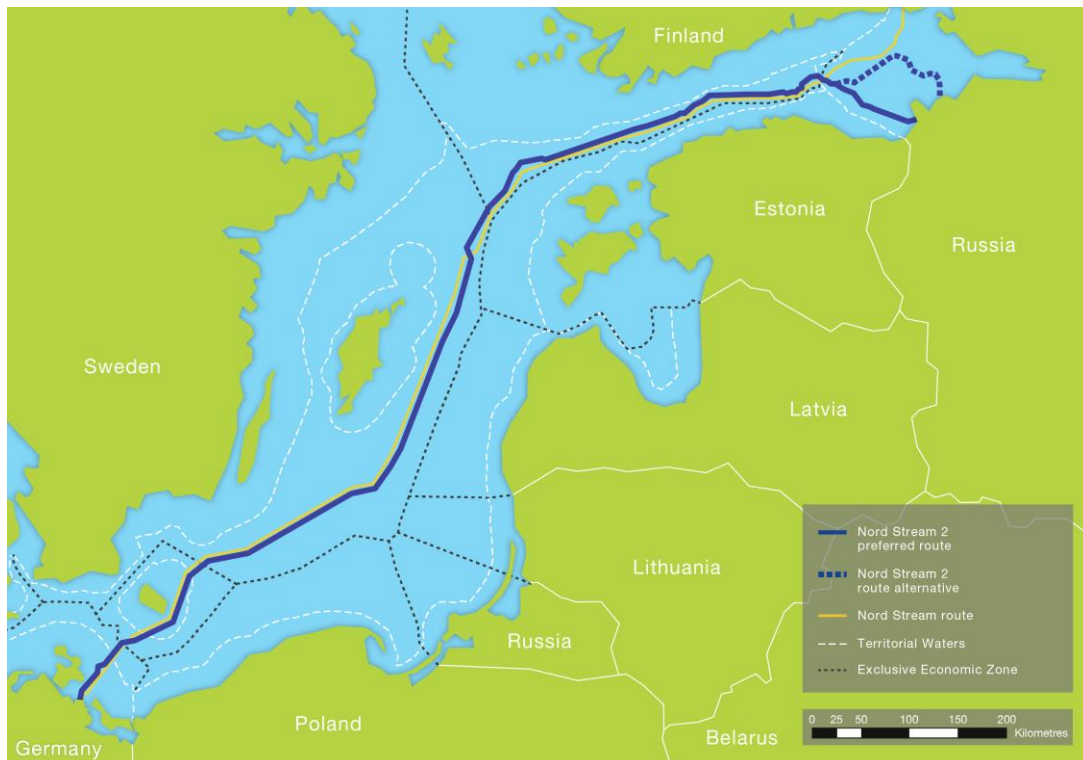 Finland
Estonia
Russia
Sweden
Latvia
Lithuania
Russia
Poland
Germany
Belarus
Nord Stream 2
preferred route
Nord Stream 2
route alternative
Nord Stream route
Territorial Waters
Exclusive Economic Zone
0 25 50 100 150 200
Kilometres